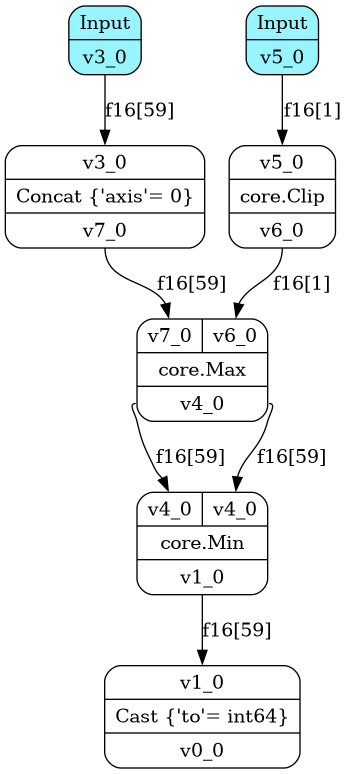 Input
v3_0
Input
v5_0
f16[59]
f16[1]
v3_0
Concat {'axis'= 0}
v7_0
v5_0
core.Clip
v6_0
f16[59]
f16[1]
v7_0 v6_0
core.Max
v4_0
f16[59]
f16[59]
v4_0 v4_0
core.Min
v1_0
f16[59]
v1_0
Cast {'to'= int64}
v0_0